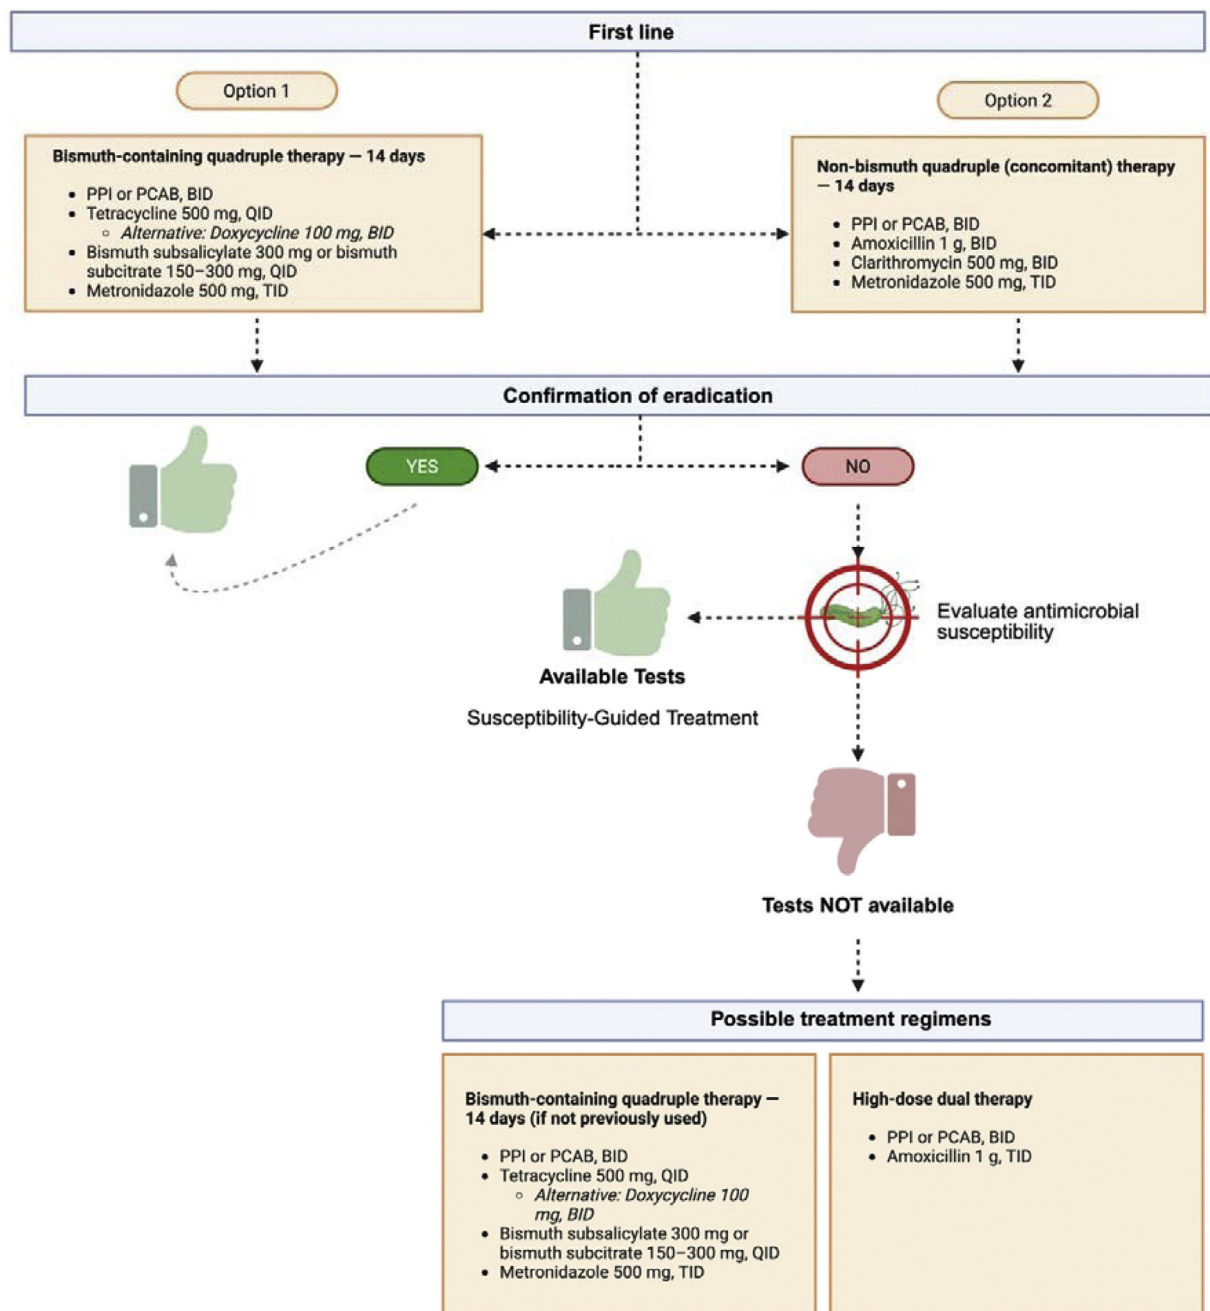 First line
Option 1
Bismuth-containing quadruple therapy — 14 days
• PPI or PCAB, BID
• Tetracycline 500 mg, QID
○ Alternative: Doxycycline 100 mg, BID
• Bismuth subsalicylate 300 mg or bismuth
subcitrate 150–300 mg, QID
• Metronidazole 500 mg, TID
Option 2
Non-bismuth quadruple (concomitant) therapy
— 14 days
• PPI or PCAB, BID
• Amoxicillin 1 g, BID
• Clarithromycin 500 mg, BID
• Metronidazole 500 mg, TID
Confirmation of eradication
YES
NO
Evaluate antimicrobial
susceptibility
Available Tests
Susceptibility-Guided Treatment
Tests NOT available
Possible treatment regimens
Bismuth-containing quadruple therapy —
14 days (if not previously used)
• PPI or PCAB, BID
• Tetracycline 500 mg, QID
○ Alternative: Doxycycline 100
mg, BID
• Bismuth subsalicylate 300 mg or
bismuth subcitrate 150–300 mg, QID
• Metronidazole 500 mg, TID
High-dose dual therapy
• PPI or PCAB, BID
• Amoxicillin 1 g, TID